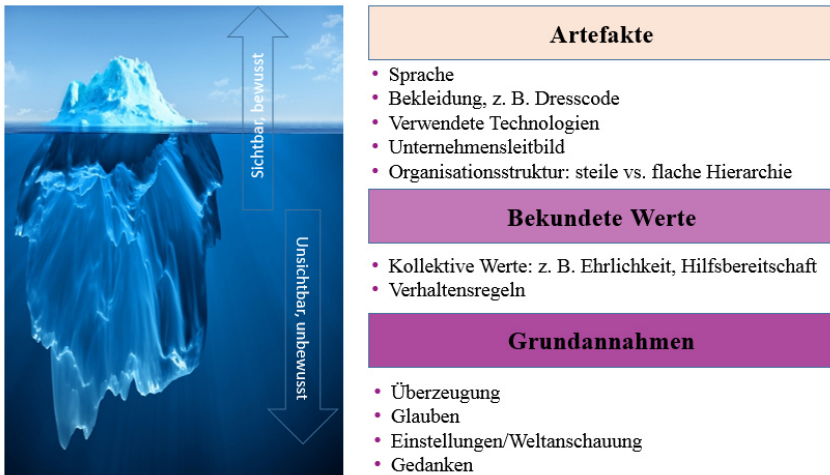 Sichtbar, bewusst
Unsichtbar, unbewusst
Artefakte
• Sprache
• Bekleidung, z. B. Dresscode
• Verwendete Technologien
• Unternehmensleitbild
• Organisationsstruktur: steile vs. flache Hierarchie
Bekundete Werte
• Kollektive Werte: z. B. Ehrlichkeit, Hilfsbereitschaft
• Verhaltensregeln
Grundannahmen
• Überzeugung
• Glauben
• Einstellungen/Weltanschauung
• Gedanken